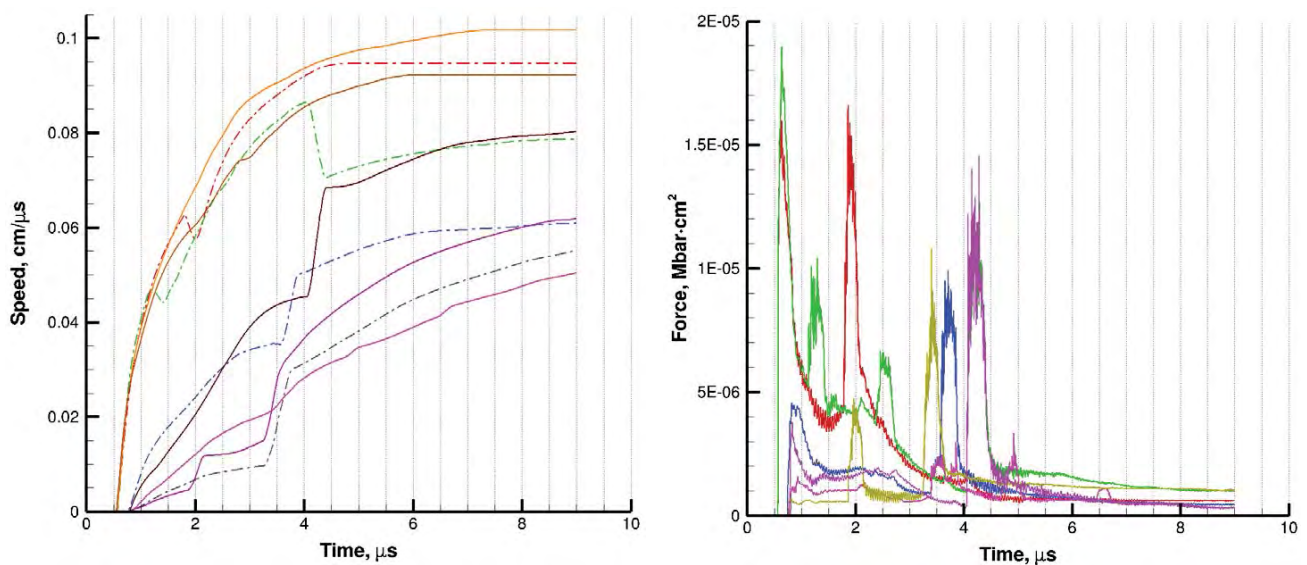 0.1
0.08
0.06
0.04
0.02
0
Speed, cm/μs
0 2 4 6 8 10
Time, μs
2E-05
1.5E-05
1E-05
5E-06
0
Force, Mbar·cm²
0 2 4 6 8 10
Time, μs